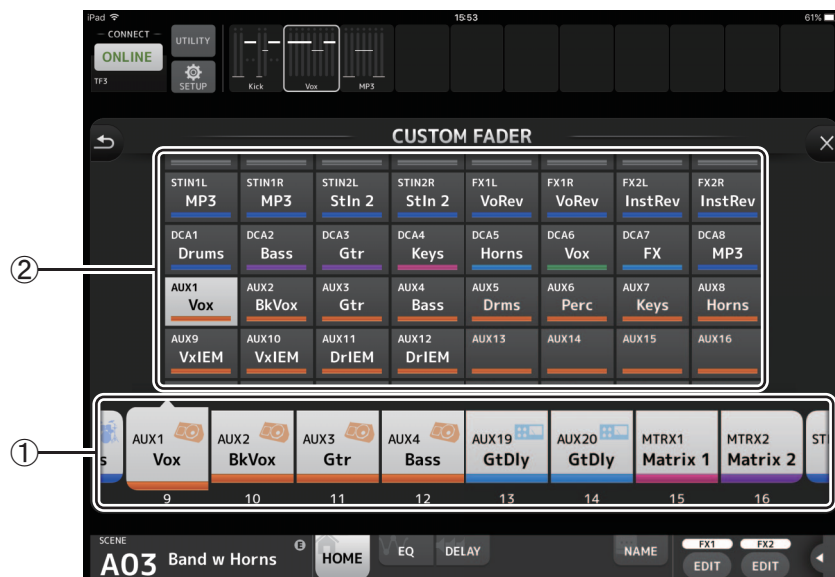 iPad 15:53 61%
CONNECT
ONLINE
TF3
UTILITY
SETUP
Kick Vox MP3
CUSTOM FADER
STIN1L STIN1R STIN2L STIN2R FX1L FX1R FX2L FX2R
MP3 MP3 StIn 2 StIn 2 VoRev VoRev InstRev InstRev
DCA1 DCA2 DCA3 DCA4 DCA5 DCA6 DCA7 DCA8
Drums Bass Gtr Keys Horns Vox FX MP3
②
AUX1 AUX2 AUX3 AUX4 AUX5 AUX6 AUX7 AUX8
Vox BkVox Gtr Bass Drms Perc Keys Horns
AUX9 AUX10 AUX11 AUX12 AUX13 AUX14 AUX15 AUX16
VxIEM VxIEM DrIEM DrIEM
①
AUX1 AUX2 AUX3 AUX4 AUX19 AUX20 MTRX1 MTRX2 ST
s Vox BkVox Gtr Bass GtDly GtDly Matrix 1 Matrix 2
9 10 11 12 13 14 15 16
SCENE
A03 Band w Horns E
HOME EQ DELAY NAME
FX1 FX2
EDIT EDIT